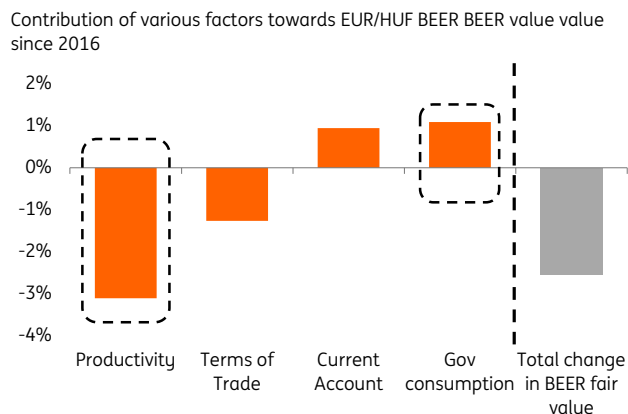 Contribution of various factors towards EUR/HUF BEER BEER value value
since 2016
2%
1%
0%
-1%
-2%
-3%
-4%
Productivity
Terms of
Trade
Current
Account
Gov
consumption
Total change
in BEER fair
value